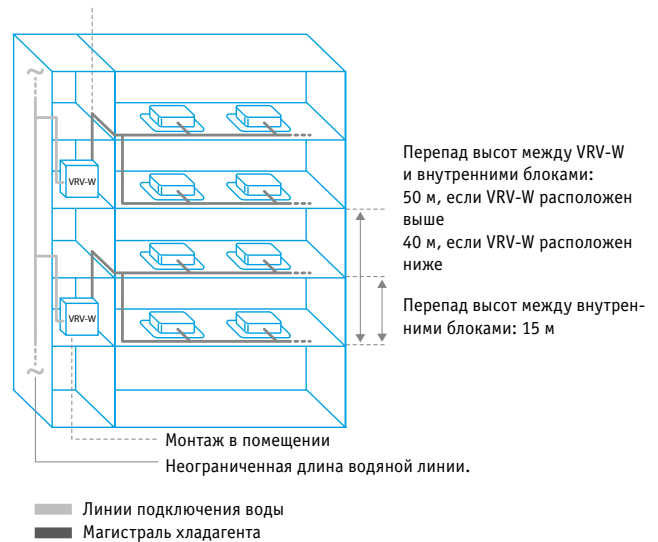 VRV-W
VRV-W
Перепад высот между VRV-W
и внутренними блоками:
50 м, если VRV-W расположен
выше
40 м, если VRV-W расположен
ниже
Перепад высот между внутрен-
ними блоками: 15 м
Монтаж в помещении
Неограниченная длина водяной линии.
Линии подключения воды
Магистраль хладагента